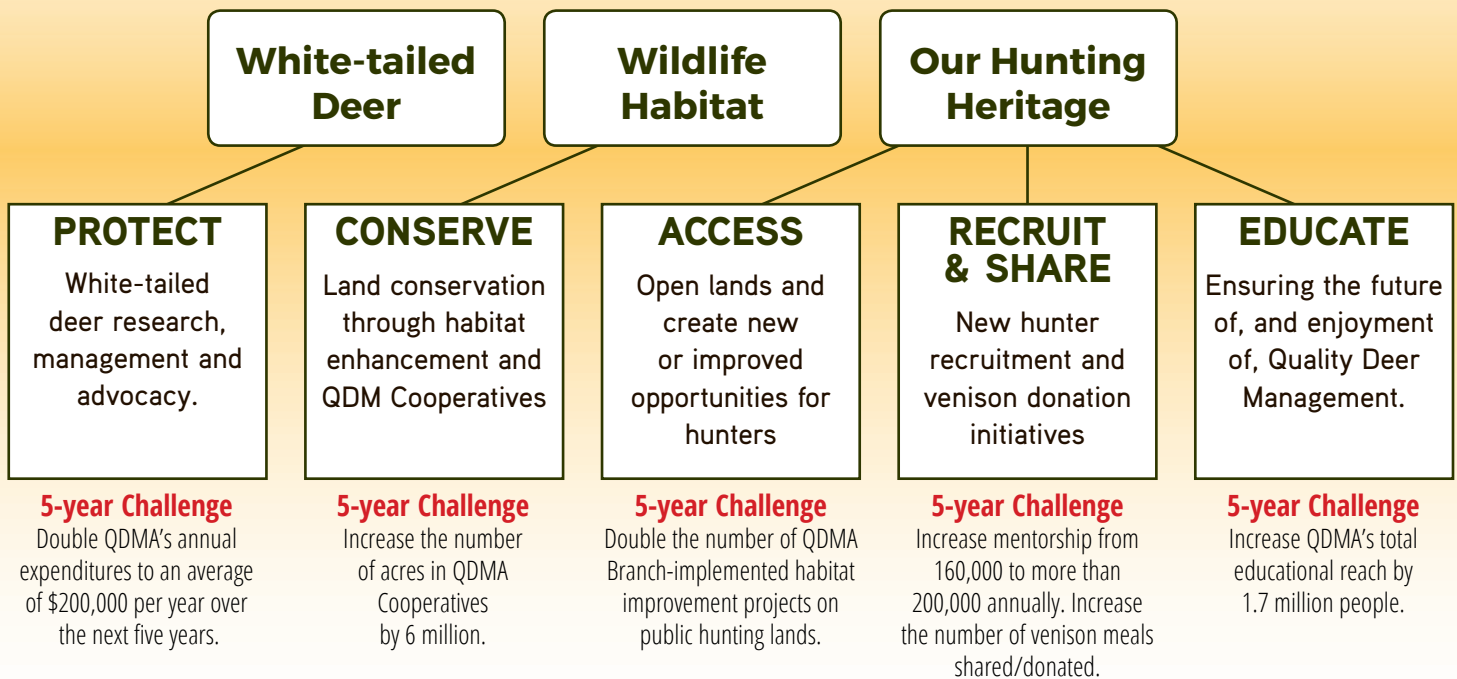 White-tailed
Deer
Wildlife
Habitat
Our Hunting
Heritage
PROTECT
White-tailed
deer research,
management and
advocacy.
5-year Challenge
Double QDMA's annual
expenditures to an average
of $200,000 per year over
the next five years.
CONSERVE
Land conservation
through habitat
enhancement and
QDM Cooperatives
5-year Challenge
Increase the number
of acres in QDMA
Cooperatives
by 6 million.
ACCESS
Open lands and
create new
or improved
opportunities for
hunters
5-year Challenge
Double the number of QDMA
Branch-implemented habitat
improvement projects on
public hunting lands.
RECRUIT
& SHARE
New hunter
recruitment and
venison donation
initiatives
5-year Challenge
Increase mentorship from
160,000 to more than
200,000 annually. Increase
the number of venison meals
shared/donated.
EDUCATE
Ensuring the future
of, and enjoyment
of, Quality Deer
Management.
5-year Challenge
Increase QDMA's total
educational reach by
1.7 million people.